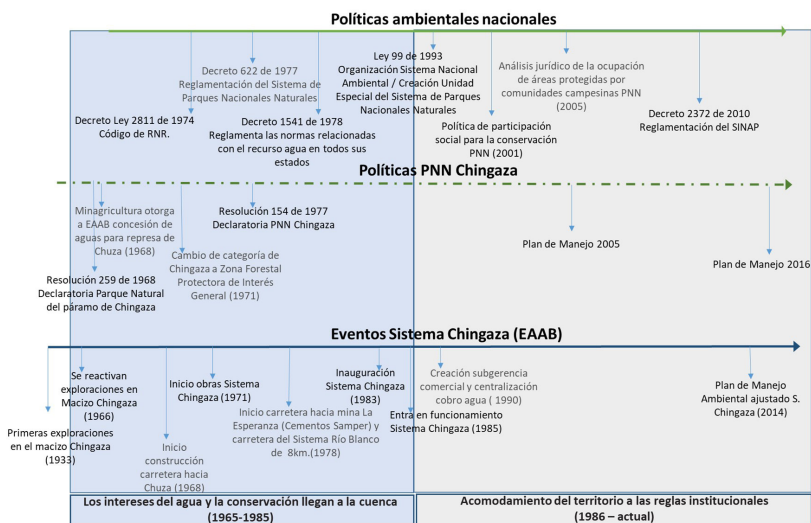 Políticas ambientales nacionales
Decreto Ley 2811 de 1974
Código de RNR.
Decreto 622 de 1977
Reglamentación del Sistema de
Parques Nacionales Naturales
Decreto 1541 de 1978
Reglamenta las normas relacionadas
con el recurso agua en todos sus
estados
Ley 99 de 1993
Organización Sistema Nacional
Ambiental / Creación Unidad
Especial del Sistema de Parques
Nacionales Naturales
Política de participación
social para la conservación
PNN (2001)
Análisis jurídico de la ocupación
de áreas protegidas por
comunidades campesinas PNN
(2005)
Decreto 2372 de 2010
Reglamentación del SINAP
Políticas PNN Chingaza
Minagricultura otorga
a EAAB concesión de
aguas para represa de
Chuza (1968)
Resolución 259 de 1968
Declaratoria Parque Natural
del páramo de Chingaza
Cambio de categoría de
Chingaza a Zona Forestal
Protectora de Interés
General (1971)
Resolución 154 de 1977
Declaratoria PNN Chingaza
Plan de Manejo 2005
Plan de Manejo 2016
Eventos Sistema Chingaza (EAAB)
Primeras exploraciones
en el macizo Chingaza
(1933)
Se reactivan
exploraciones en
Macizo Chingaza
(1966)
Inicio
construcción
carretera hacia
Chuza (1968)
Inicio obras Sistema
Chingaza (1971)
Inicio carretera hacia mina La
Esperanza (Cementos Samper) y
carretera del Sistema Río Blanco
de 8km.(1978)
Inauguración
Sistema Chingaza
(1983)
Entra en funcionamiento
Sistema Chingaza (1985)
Creación subgerencia
comercial y centralización
cobro agua ( 1990)
Plan de Manejo
Ambiental ajustado S.
Chingaza (2014)
Los intereses del agua y la conservación llegan a la cuenca
(1965-1985)
Acomodamiento del territorio a las reglas institucionales
(1986 – actual)